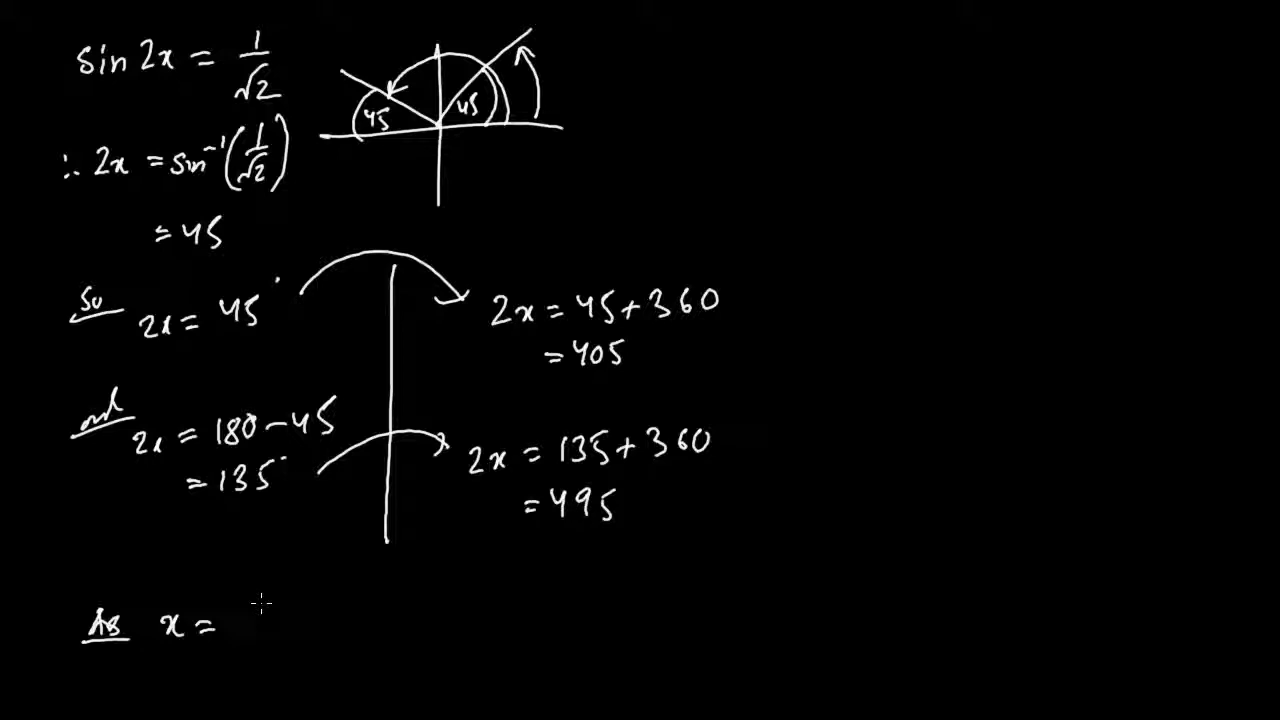 sin 2x = 1/√2
45 45
∴ 2x = sin⁻¹(1/√2)
= 45
So 2x = 45°
2x = 45 + 360
= 405
and 2x = 180 - 45
= 135°
2x = 135 + 360
= 495
x =